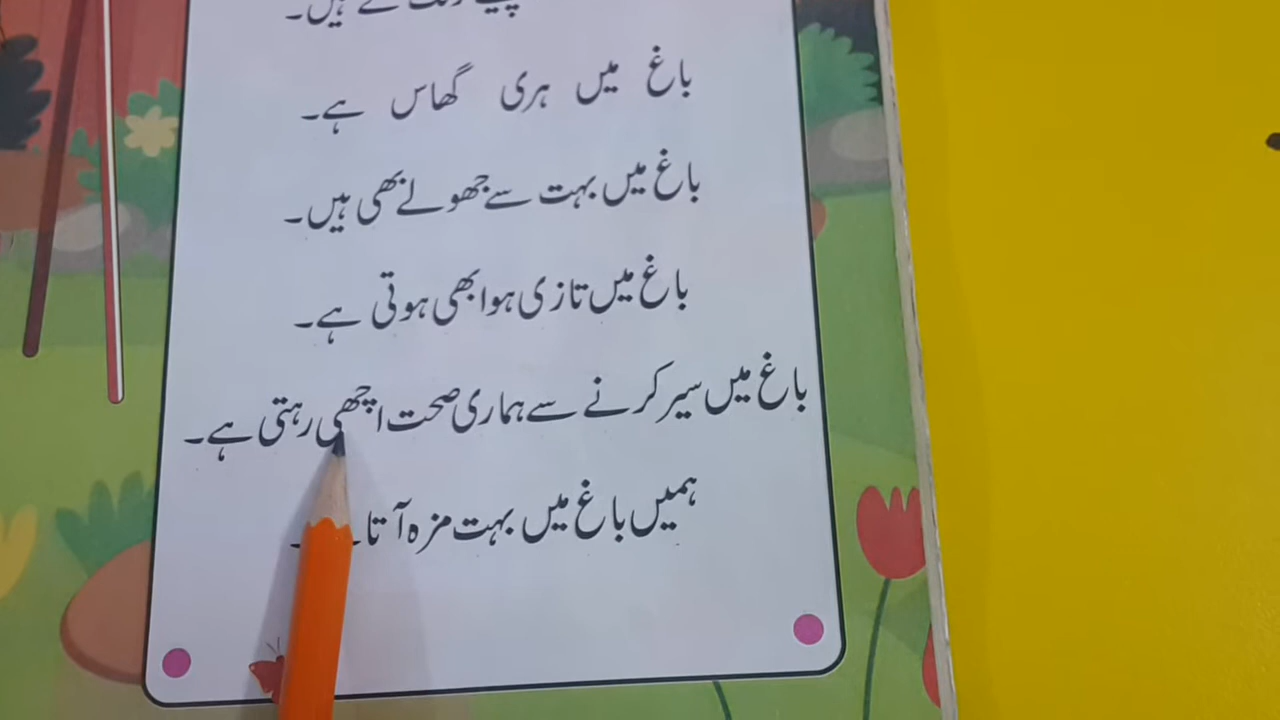 ہیں۔
باغ میں ہری گھاس ہے۔
باغ میں بہت سے جھولے بھی ہیں۔
باغ میں تازی ہوا بھی ہوتی ہے۔
باغ میں سیر کرنے سے ہماری صحت اچھی رہتی ہے۔
ہمیں باغ میں بہت مزہ آتا